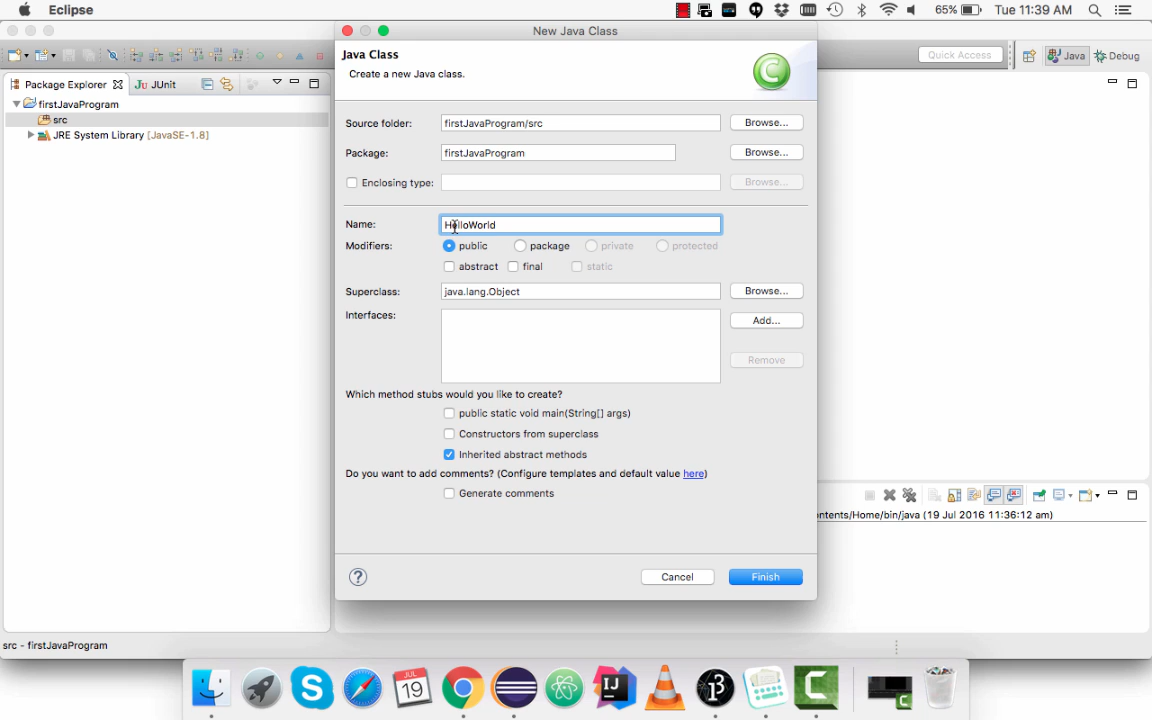 Eclipse
65%
Tue 11:39 AM
New Java Class
Quick Access
Java
Debug
Package Explorer
JUnit
firstJavaProgram
src
JRE System Library [JavaSE-1.8]
Java Class
Create a new Java class.
Source folder:
firstJavaProgram/src
Browse...
Package:
firstJavaProgram
Browse...
Enclosing type:
Browse...
Name:
HelloWorld
Modifiers:
public
package
private
protected
abstract
final
static
Superclass:
java.lang.Object
Browse...
Interfaces:
Add...
Remove
Which method stubs would you like to create?
public static void main(String[] args)
Constructors from superclass
Inherited abstract methods
Do you want to add comments? (Configure templates and default value here)
Generate comments
ntents/Home/bin/java (19 Jul 2016 11:36:12 am)
Cancel
Finish
src - firstJavaProgram
JUL
19
IJ